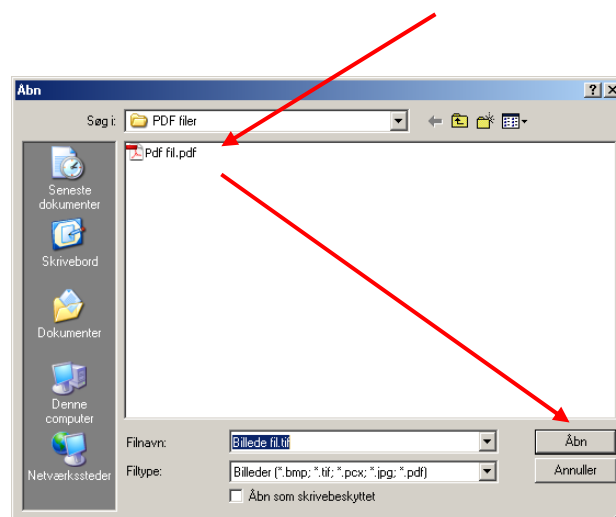 Åbn
Søg i:
PDF filer
Pdf fil.pdf
Seneste
dokumenter
Skrivebord
Dokumenter
Denne
computer
Netværkssteder
Filnavn:
Billede fil.tif
Åbn
Filtype:
Billeder (*.bmp; *.tif; *.pcx; *.jpg; *.pdf)
Annuller
Åbn som skrivebeskyttet